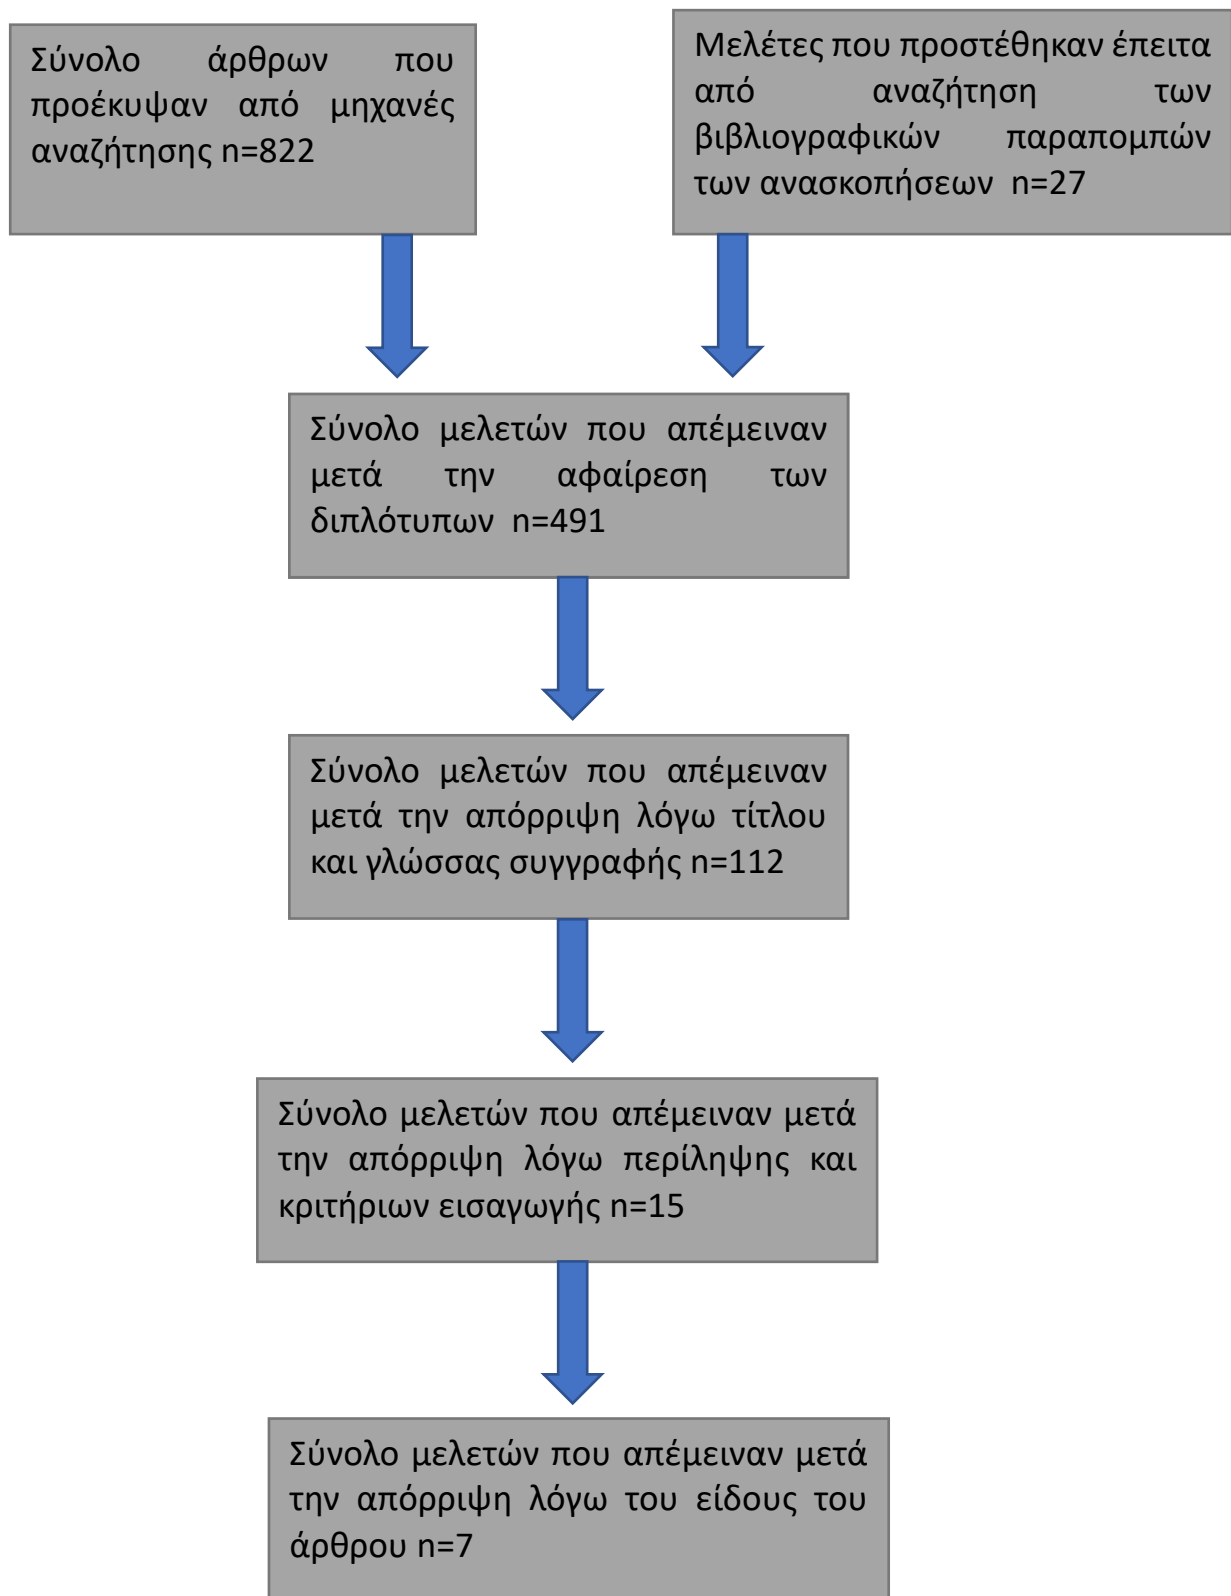 Σύνολο άρθρων που
προέκυψαν από μηχανές
αναζήτησης n=822
Μελέτες που προστέθηκαν έπειτα
από αναζήτηση των
βιβλιογραφικών παραπομπών
των ανασκοπήσεων n=27
Σύνολο μελετών που απέμειναν
μετά την αφαίρεση των
διπλότυπων n=491
Σύνολο μελετών που απέμειναν
μετά την απόρριψη λόγω τίτλου
και γλώσσας συγγραφής n=112
Σύνολο μελετών που απέμειναν μετά
την απόρριψη λόγω περίληψης και
κριτήριων εισαγωγής n=15
Σύνολο μελετών που απέμειναν μετά
την απόρριψη λόγω του είδους του
άρθρου n=7